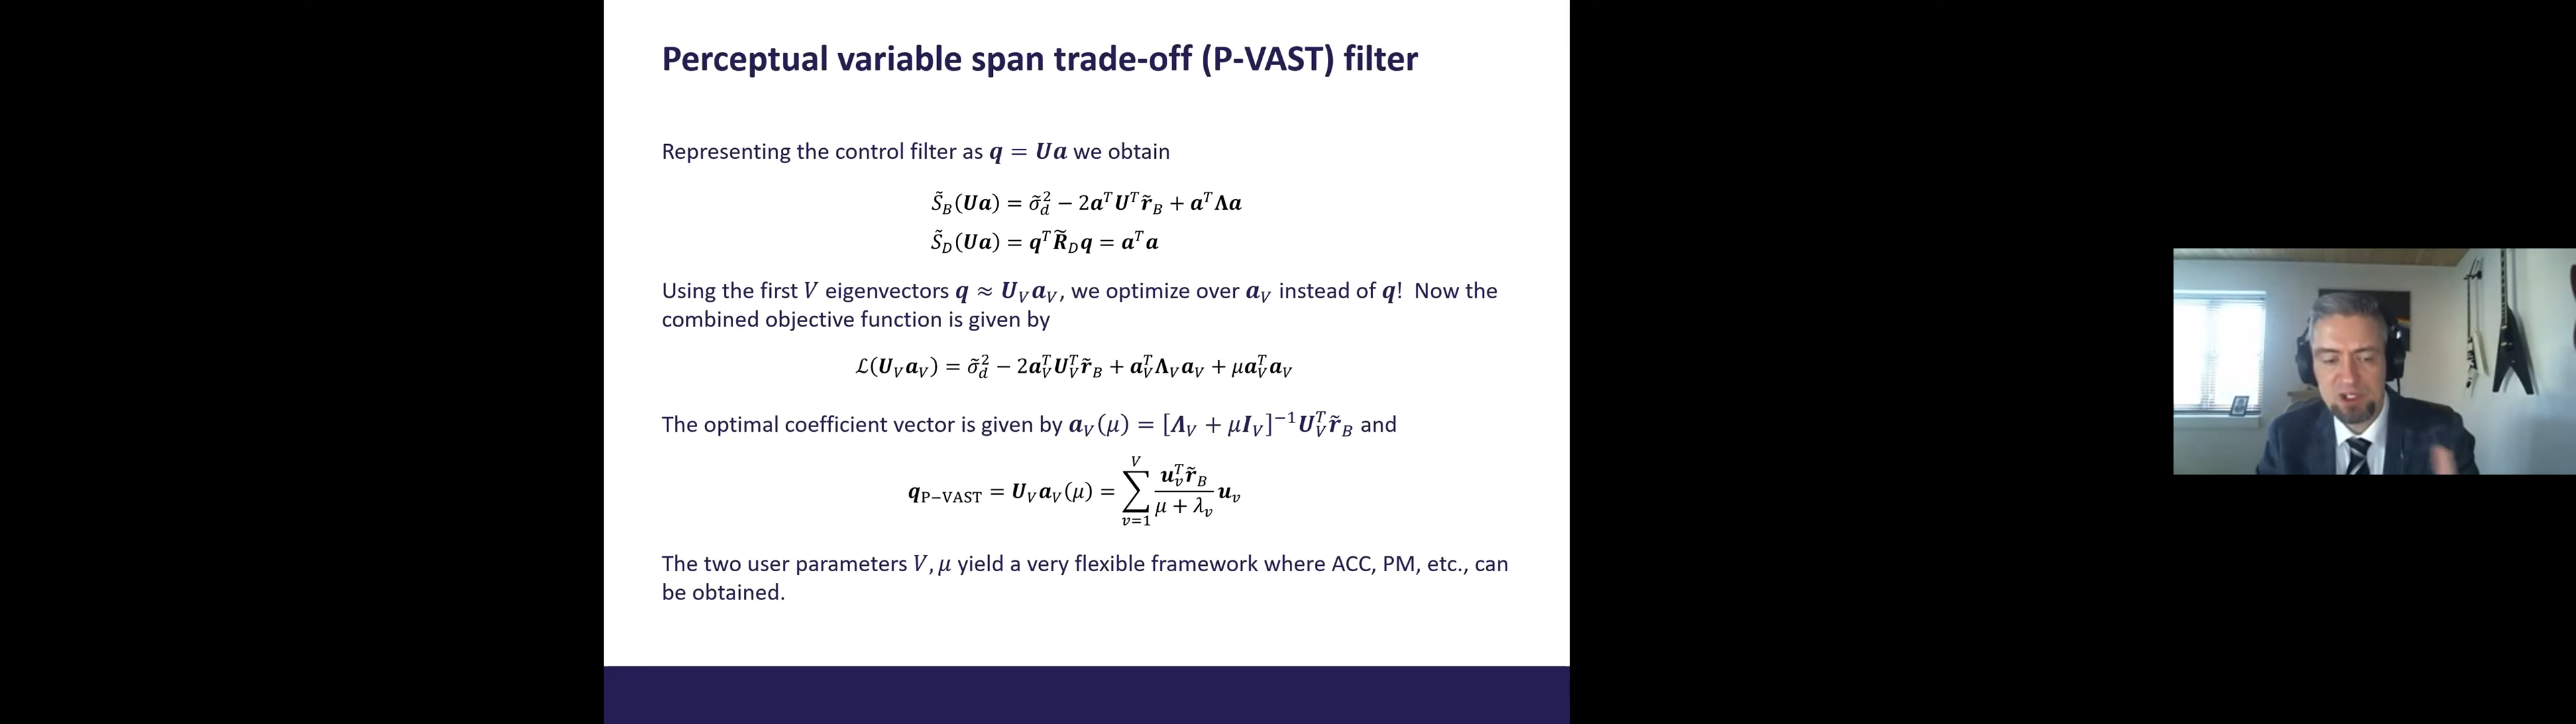 Perceptual variable span trade-off (P-VAST) filter
Representing the control filter as q = Ua we obtain
S̃_B(Ua) = σ̃_d^2 − 2a^T U^T r̃_B + a^T Λa
S̃_D(Ua) = q^T R̃_D q = a^T a
Using the first V eigenvectors q ≈ U_V a_V, we optimize over a_V instead of q! Now the
combined objective function is given by
ℒ(U_V a_V) = σ̃_d^2 − 2a_V^T U_V^T r̃_B + a_V^T Λ_V a_V + μa_V^T a_V
The optimal coefficient vector is given by a_V(μ) = [Λ_V + μI_V]^−1 U_V^T r̃_B and
q_P−VAST = U_V a_V(μ) = ∑_{v=1}^{V} (u_v^T r̃_B)/(μ + λ_v) u_v
The two user parameters V, μ yield a very flexible framework where ACC, PM, etc., can
be obtained.